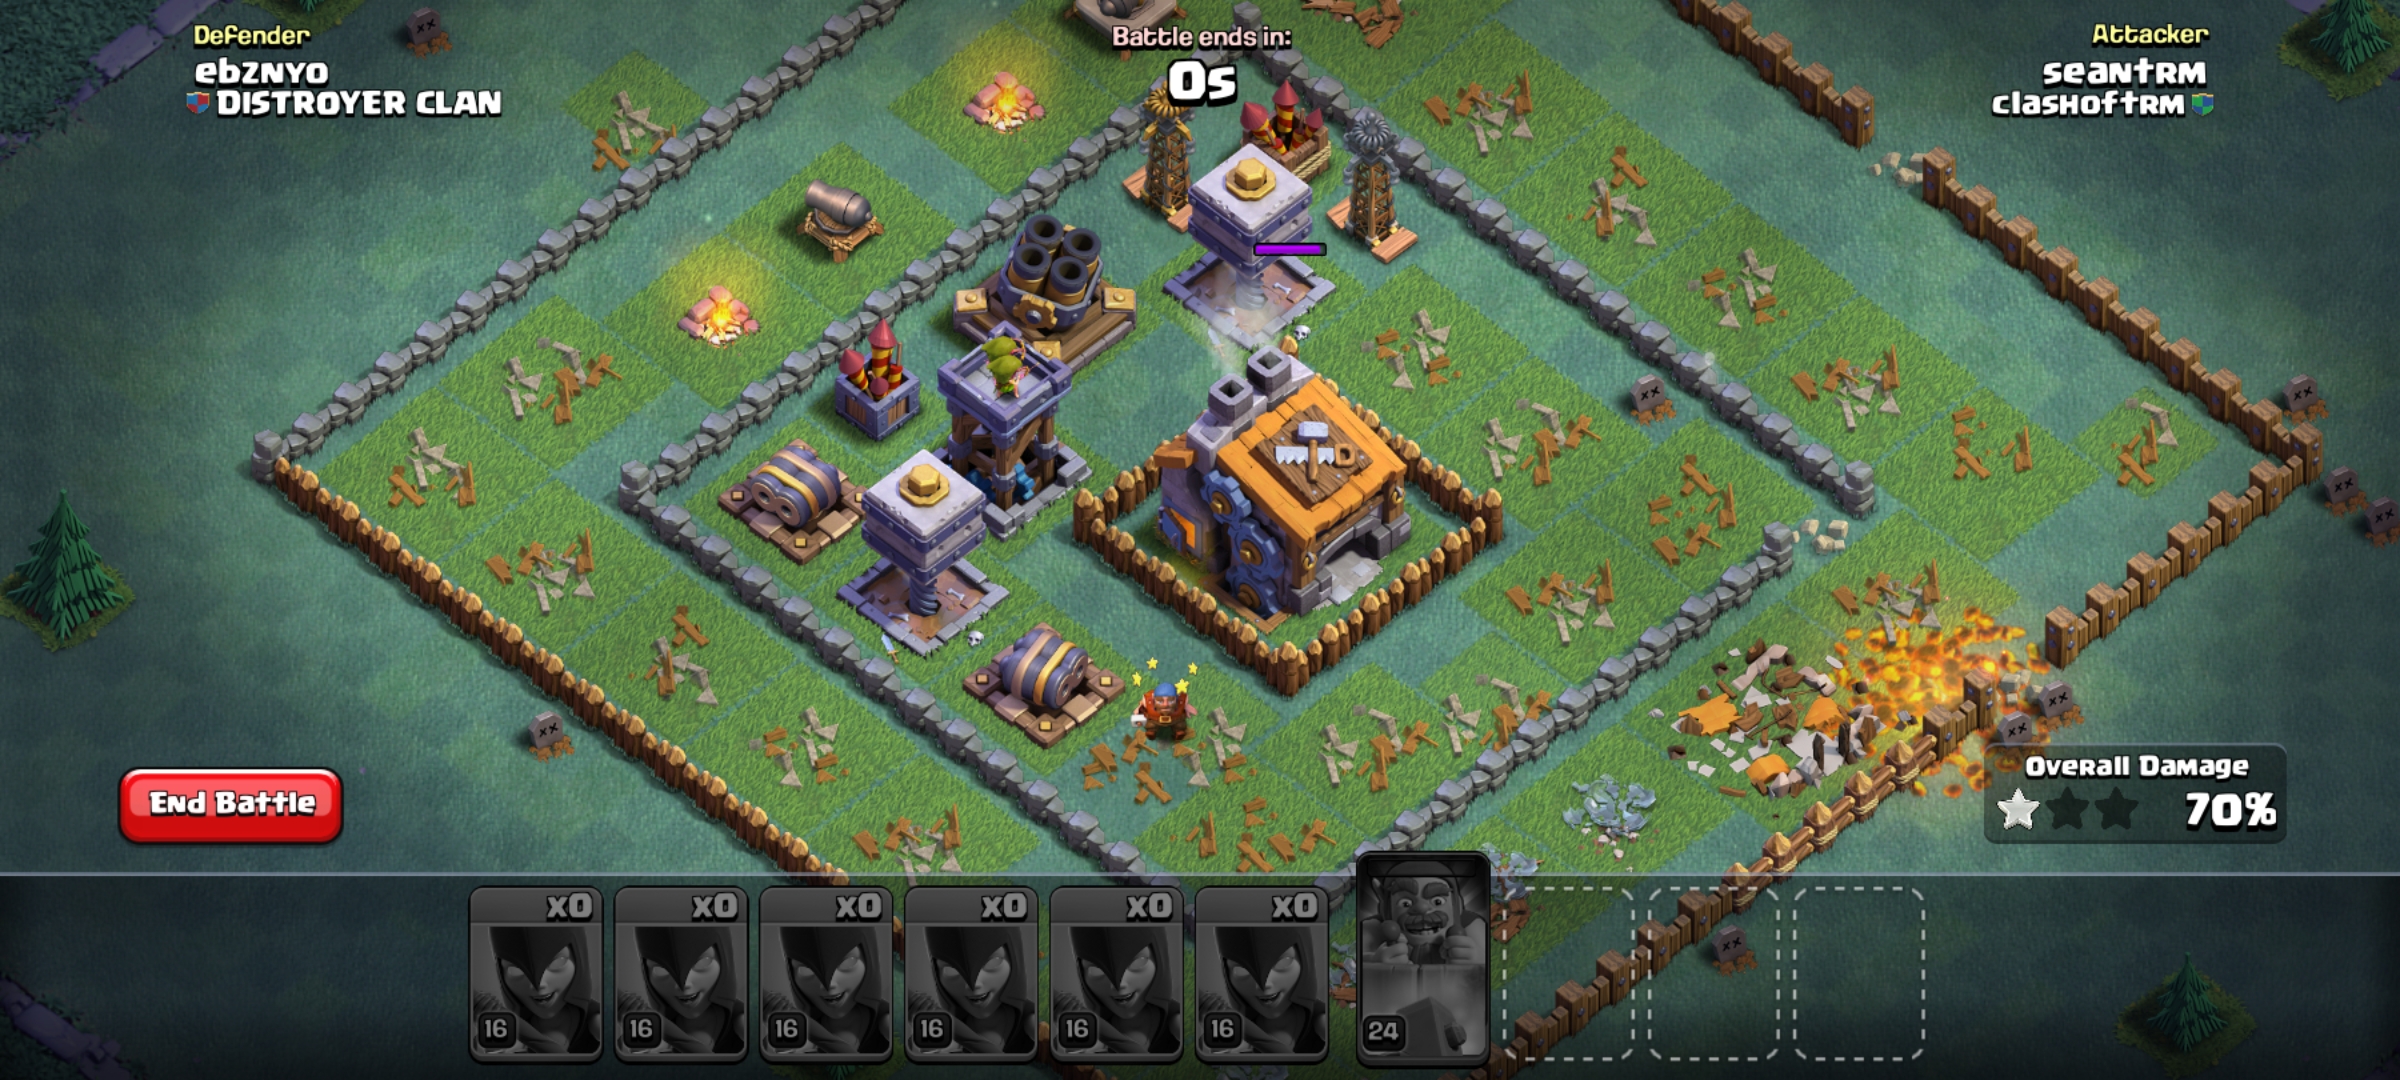 Defender
ebzNYO
DISTROYER CLAN
Battle ends in:
0s
Attacker
seantRM
clashoftRM
End Battle
Overall Damage
70%
x0 x0 x0 x0 x0 x0
16 16 16 16 16 16 24